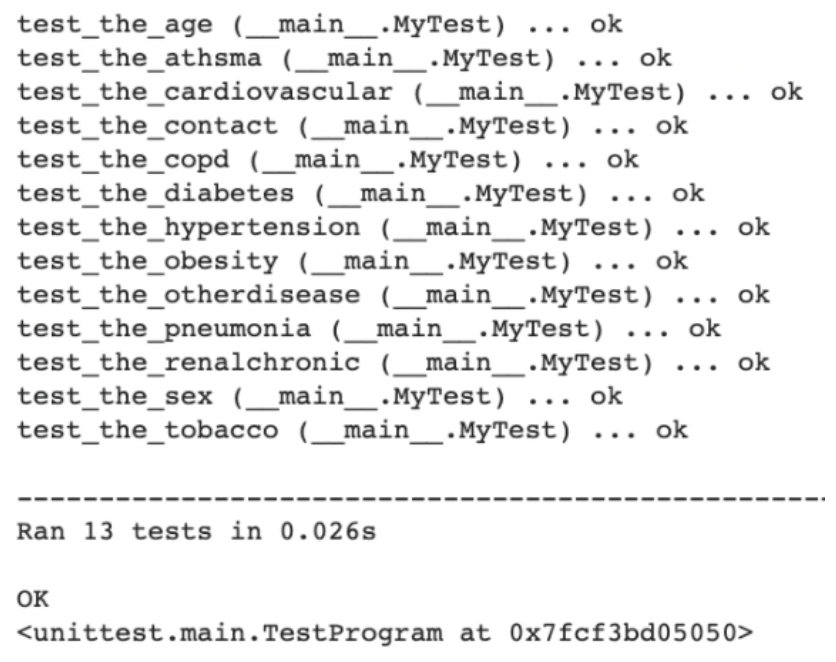 test_the_age (__main__.MyTest) ... ok
test_the_athsma (__main__.MyTest) ... ok
test_the_cardiovascular (__main__.MyTest) ... ok
test_the_contact (__main__.MyTest) ... ok
test_the_copd (__main__.MyTest) ... ok
test_the_diabetes (__main__.MyTest) ... ok
test_the_hypertension (__main__.MyTest) ... ok
test_the_obesity (__main__.MyTest) ... ok
test_the_otherdisease (__main__.MyTest) ... ok
test_the_pneumonia (__main__.MyTest) ... ok
test_the_renalchronic (__main__.MyTest) ... ok
test_the_sex (__main__.MyTest) ... ok
test_the_tobacco (__main__.MyTest) ... ok
--------------------------------------------------
Ran 13 tests in 0.026s
OK
<unittest.main.TestProgram at 0x7fcf3bd05050>